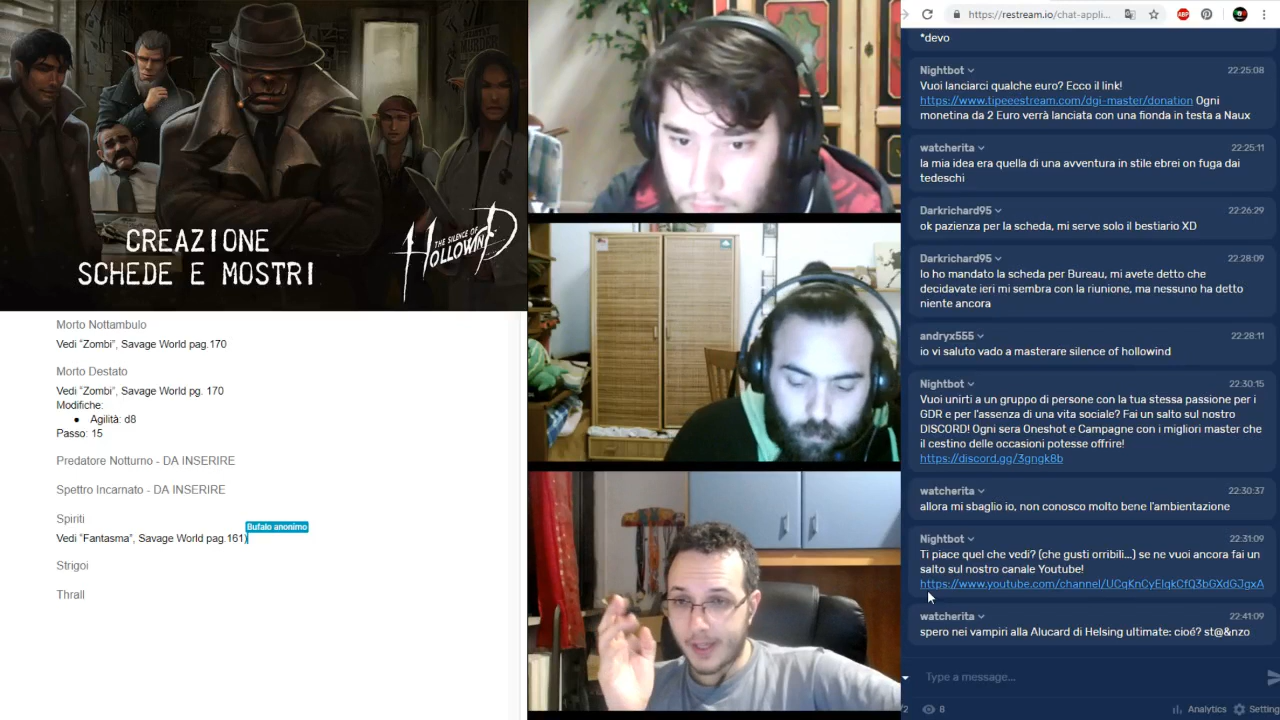 CREAZIONE
SCHEDE E MOSTRI
THE SILENCE OF
HOLLOWIND
Morto Nottambulo
Vedi “Zombi”, Savage World pag.170
Morto Destato
Vedi “Zombi”, Savage World pg. 170
Modifiche:
● Agilità: d8
Passo: 15
Predatore Notturno - DA INSERIRE
Spettro Incarnato - DA INSERIRE
Spiriti
Bufalo anonimo
Vedi “Fantasma”, Savage World pag.161)
Strigoi
Thrall
https://restream.io/chat-appli...
ABP
*devo
Nightbot 22:25:08
Vuoi lanciarci qualche euro? Ecco il link!
https://www.tipeeestream.com/dgi-master/donation Ogni
monetina da 2 Euro verrà lanciata con una fionda in testa a Naux
watcherita 22:25:11
la mia idea era quella di una avventura in stile ebrei on fuga dai
tedeschi
Darkrichard95 22:26:29
ok pazienza per la scheda, mi serve solo il bestiario XD
Darkrichard95 22:28:09
Io ho mandato la scheda per Bureau, mi avete detto che
decidavate ieri mi sembra con la riunione, ma nessuno ha detto
niente ancora
andryx555 22:28:11
io vi saluto vado a masterare silence of hollowind
Nightbot 22:30:15
Vuoi unirti a un gruppo di persone con la tua stessa passione per i
GDR e per l'assenza di una vita sociale? Fai un salto sul nostro
DISCORD! Ogni sera Oneshot e Campagne con i migliori master che
il cestino delle occasioni potesse offrire!
https://discord.gg/3gngk8b
watcherita 22:30:37
allora mi sbaglio io, non conosco molto bene l'ambientazione
Nightbot 22:31:09
Ti piace quel che vedi? (che gusti orribili...) se ne vuoi ancora fai un
salto sul nostro canale Youtube!
https://www.youtube.com/channel/UCqKnCyElqkCfQ3bGXdGJgxA
watcherita 22:41:09
spero nei vampiri alla Alucard di Helsing ultimate: cioé? st@&nzo
Type a message...
/2 8 Analytics Setting